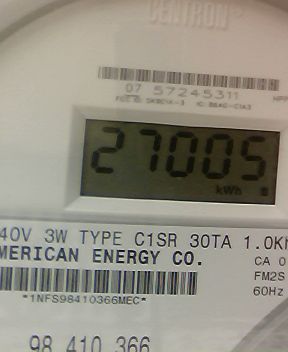 CENTRON
07 57245311
27005
kWh
40V 3W TYPE C1SR 30TA 1.0Kh
MERICAN ENERGY CO.
CA 0
FM2S
*1NFS98410366MEC*
60Hz
98 410 366